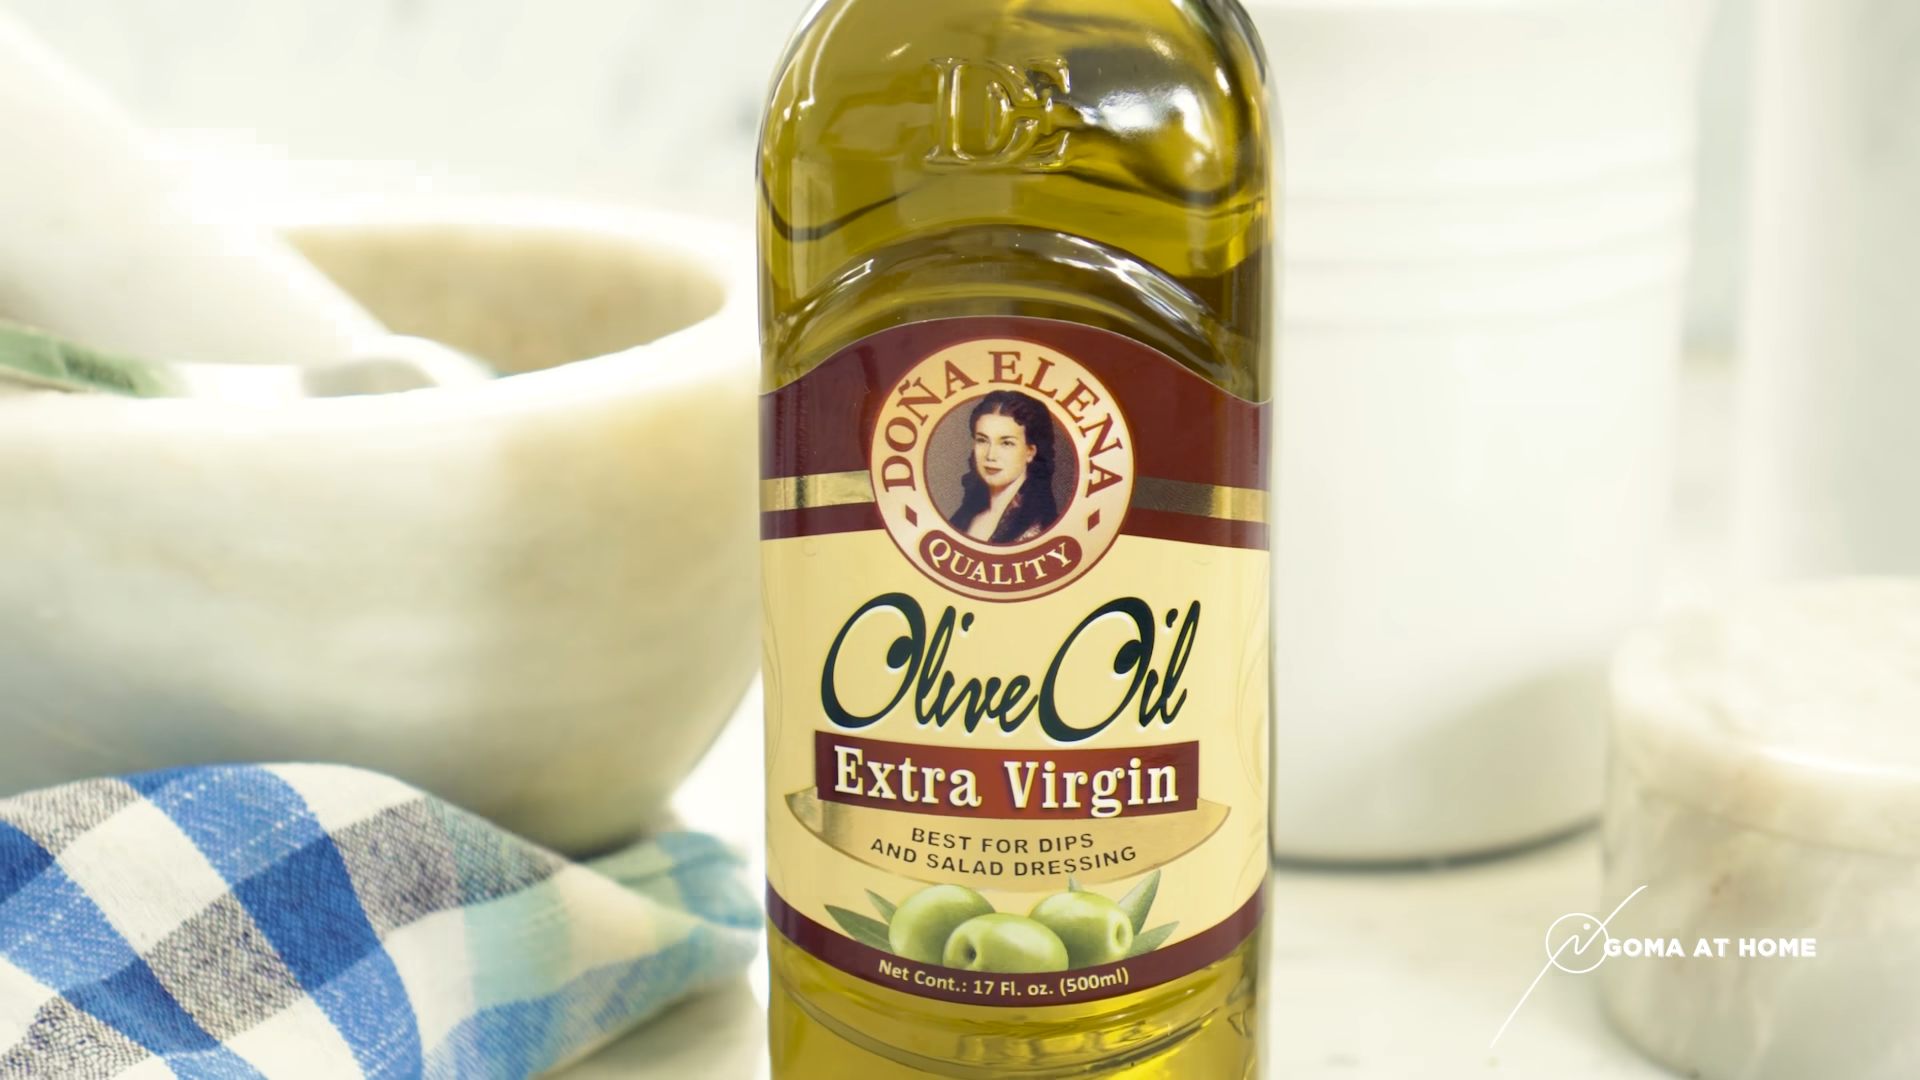 DE
DOÑA ELENA
QUALITY
Olive Oil
Extra Virgin
BEST FOR DIPS
AND SALAD DRESSING
Net Cont.: 17 Fl. oz. (500ml)
GOMA AT HOME